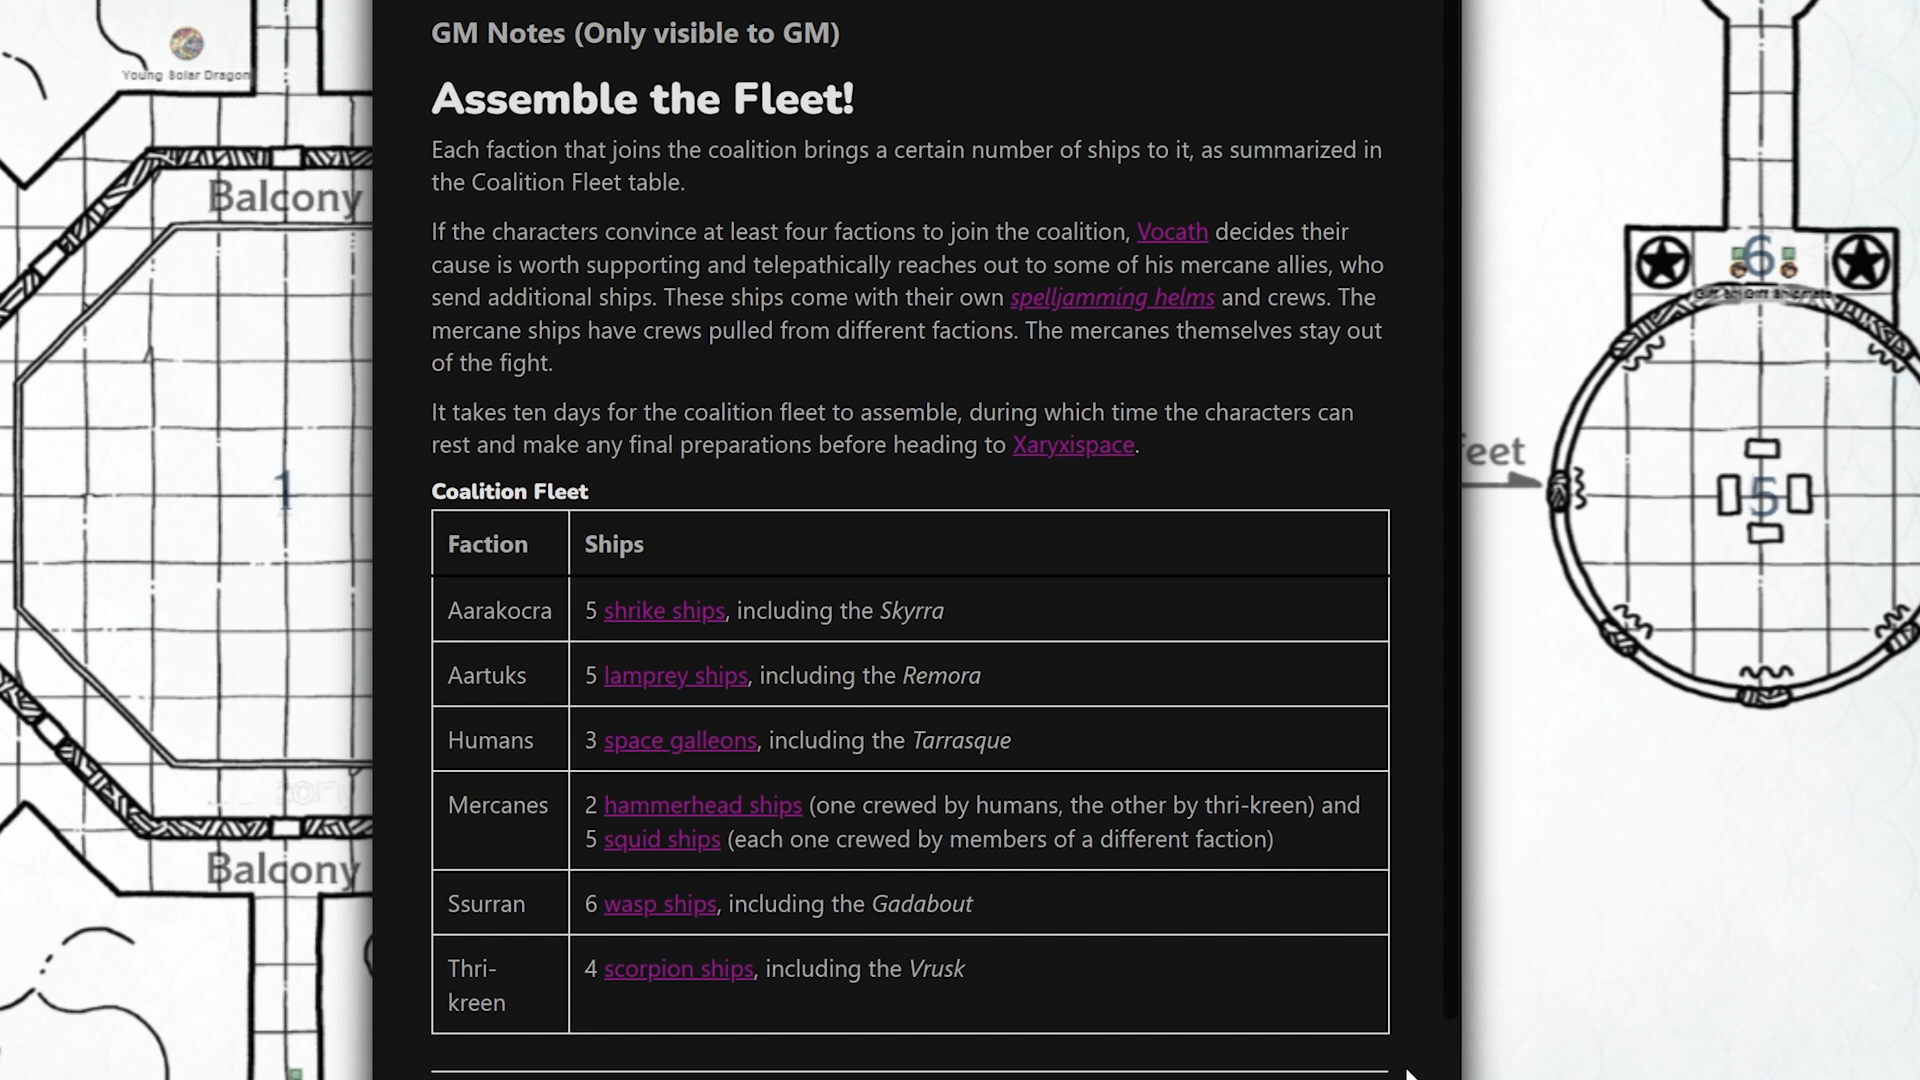 GM Notes (Only visible to GM)
Young Solar Dragon
Assemble the Fleet!
Each faction that joins the coalition brings a certain number of ships to it, as summarized in
the Coalition Fleet table.
Balcony
If the characters convince at least four factions to join the coalition, Vocath decides their
cause is worth supporting and telepathically reaches out to some of his mercane allies, who
send additional ships. These ships come with their own spelljamming helms and crews. The
mercane ships have crews pulled from different factions. The mercanes themselves stay out
of the fight.
6
It takes ten days for the coalition fleet to assemble, during which time the characters can
rest and make any final preparations before heading to Xaryxispace.
feet
1
5
Coalition Fleet
Faction Ships
Aarakocra 5 shrike ships, including the Skyrra
Aartuks 5 lamprey ships, including the Remora
Humans 3 space galleons, including the Tarrasque
Mercanes 2 hammerhead ships (one crewed by humans, the other by thri-kreen) and
5 squid ships (each one crewed by members of a different faction)
Balcony
Ssurran 6 wasp ships, including the Gadabout
Thri-
kreen 4 scorpion ships, including the Vrusk